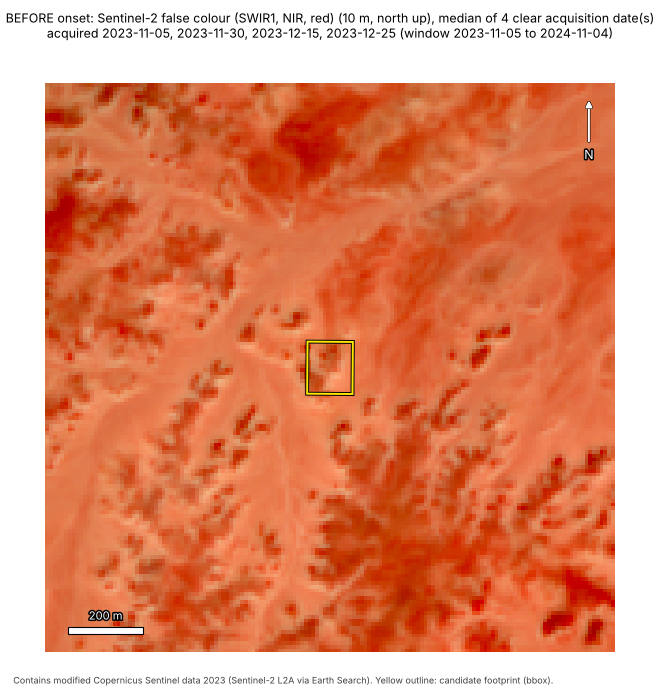 BEFORE onset: Sentinel-2 false colour (SWIR1, NIR, red) (10 m, north up), median of 4 clear acquisition date(s)
acquired 2023-11-05, 2023-11-30, 2023-12-15, 2023-12-25 (window 2023-11-05 to 2024-11-04)
N
200 m
Contains modified Copernicus Sentinel data 2023 (Sentinel-2 L2A via Earth Search). Yellow outline: candidate footprint (bbox).